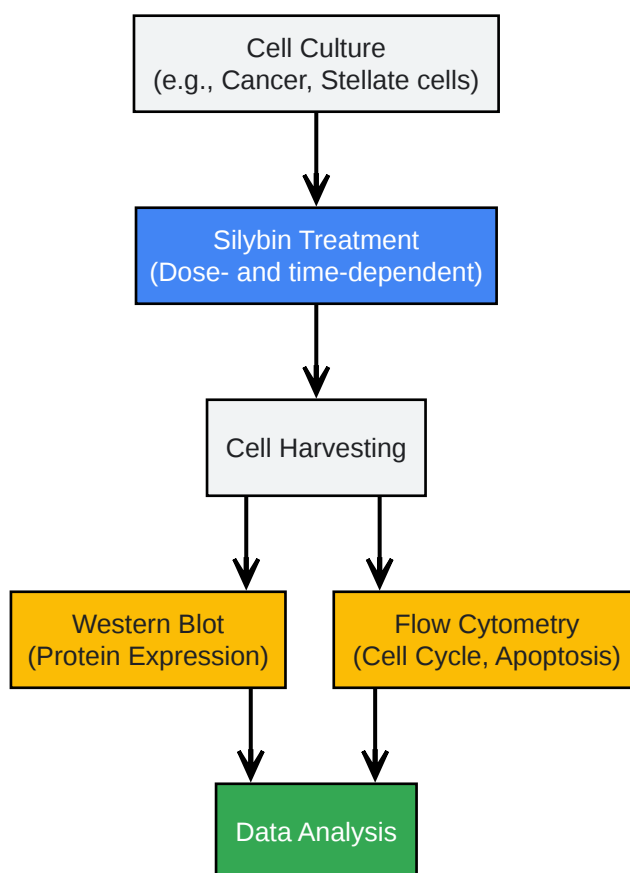 Cell Culture
(e.g., Cancer, Stellate cells)
Silybin Treatment
(Dose- and time-dependent)
Cell Harvesting
Western Blot
(Protein Expression)
Flow Cytometry
(Cell Cycle, Apoptosis)
Data Analysis